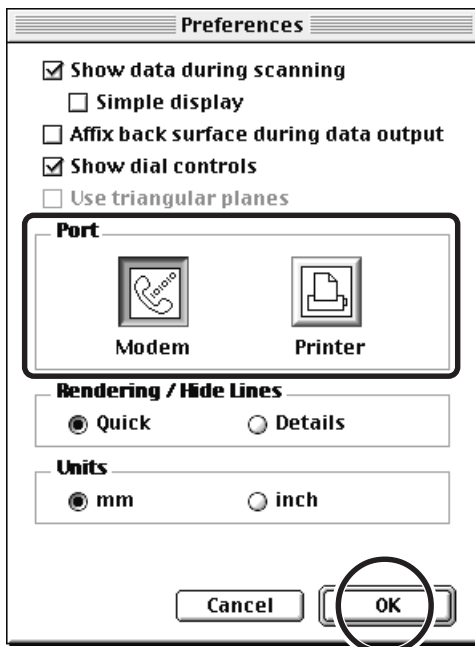 Preferences
Show data during scanning
Simple display
Affix back surface during data output
Show dial controls
Use triangular planes
Port
Modem Printer
Rendering / Hide Lines
Quick Details
Units
mm inch
Cancel OK